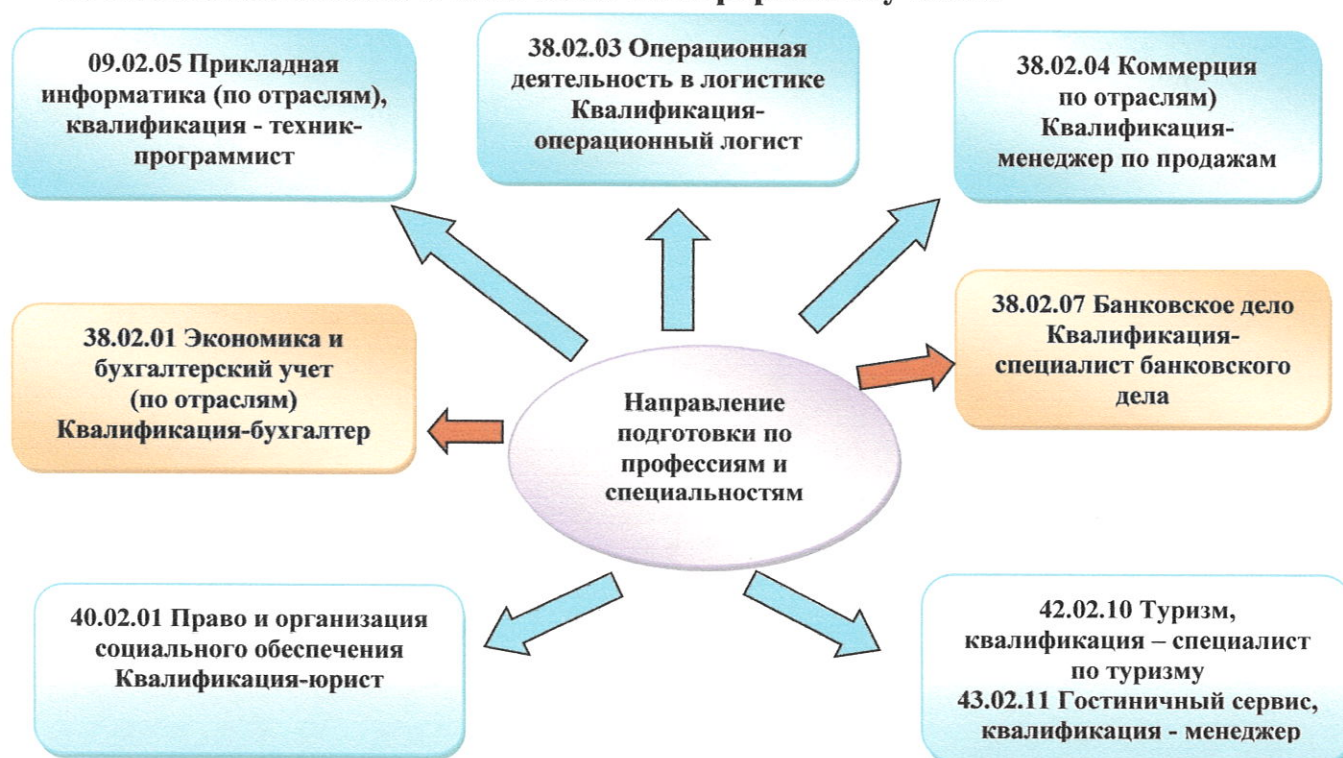 09.02.05 Прикладная
информатика (по отраслям),
квалификация - техник-
программист
38.02.03 Операционная
деятельность в логистике
Квалификация-
операционный логист
38.02.04 Коммерция
по отраслям)
Квалификация-
менеджер по продажам
38.02.01 Экономика и
бухгалтерский учет
(по отраслям)
Квалификация-бухгалтер
Направление
подготовки по
профессиям и
специальностям
38.02.07 Банковское дело
Квалификация-
специалист банковского
дела
40.02.01 Право и организация
социального обеспечения
Квалификация-юрист
42.02.10 Туризм,
квалификация – специалист
по туризму
43.02.11 Гостиничный сервис,
квалификация - менеджер